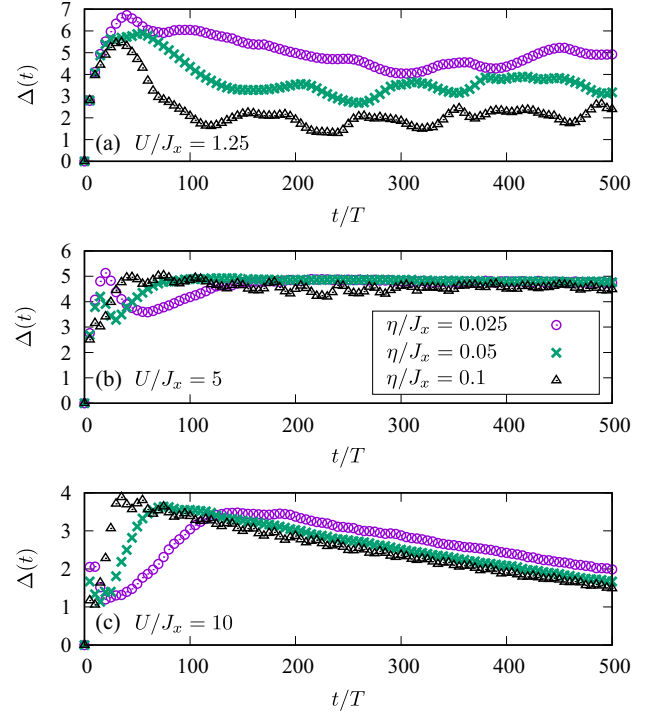 7
6
5
4
3
2
1
0
Δ(t)
(a) U/J_x = 1.25
0 100 200 300 400 500
t/T
6
5
4
3
2
1
0
Δ(t)
η/J_x = 0.025
η/J_x = 0.05
η/J_x = 0.1
(b) U/J_x = 5
0 100 200 300 400 500
t/T
4
3
2
1
0
Δ(t)
(c) U/J_x = 10
0 100 200 300 400 500
t/T